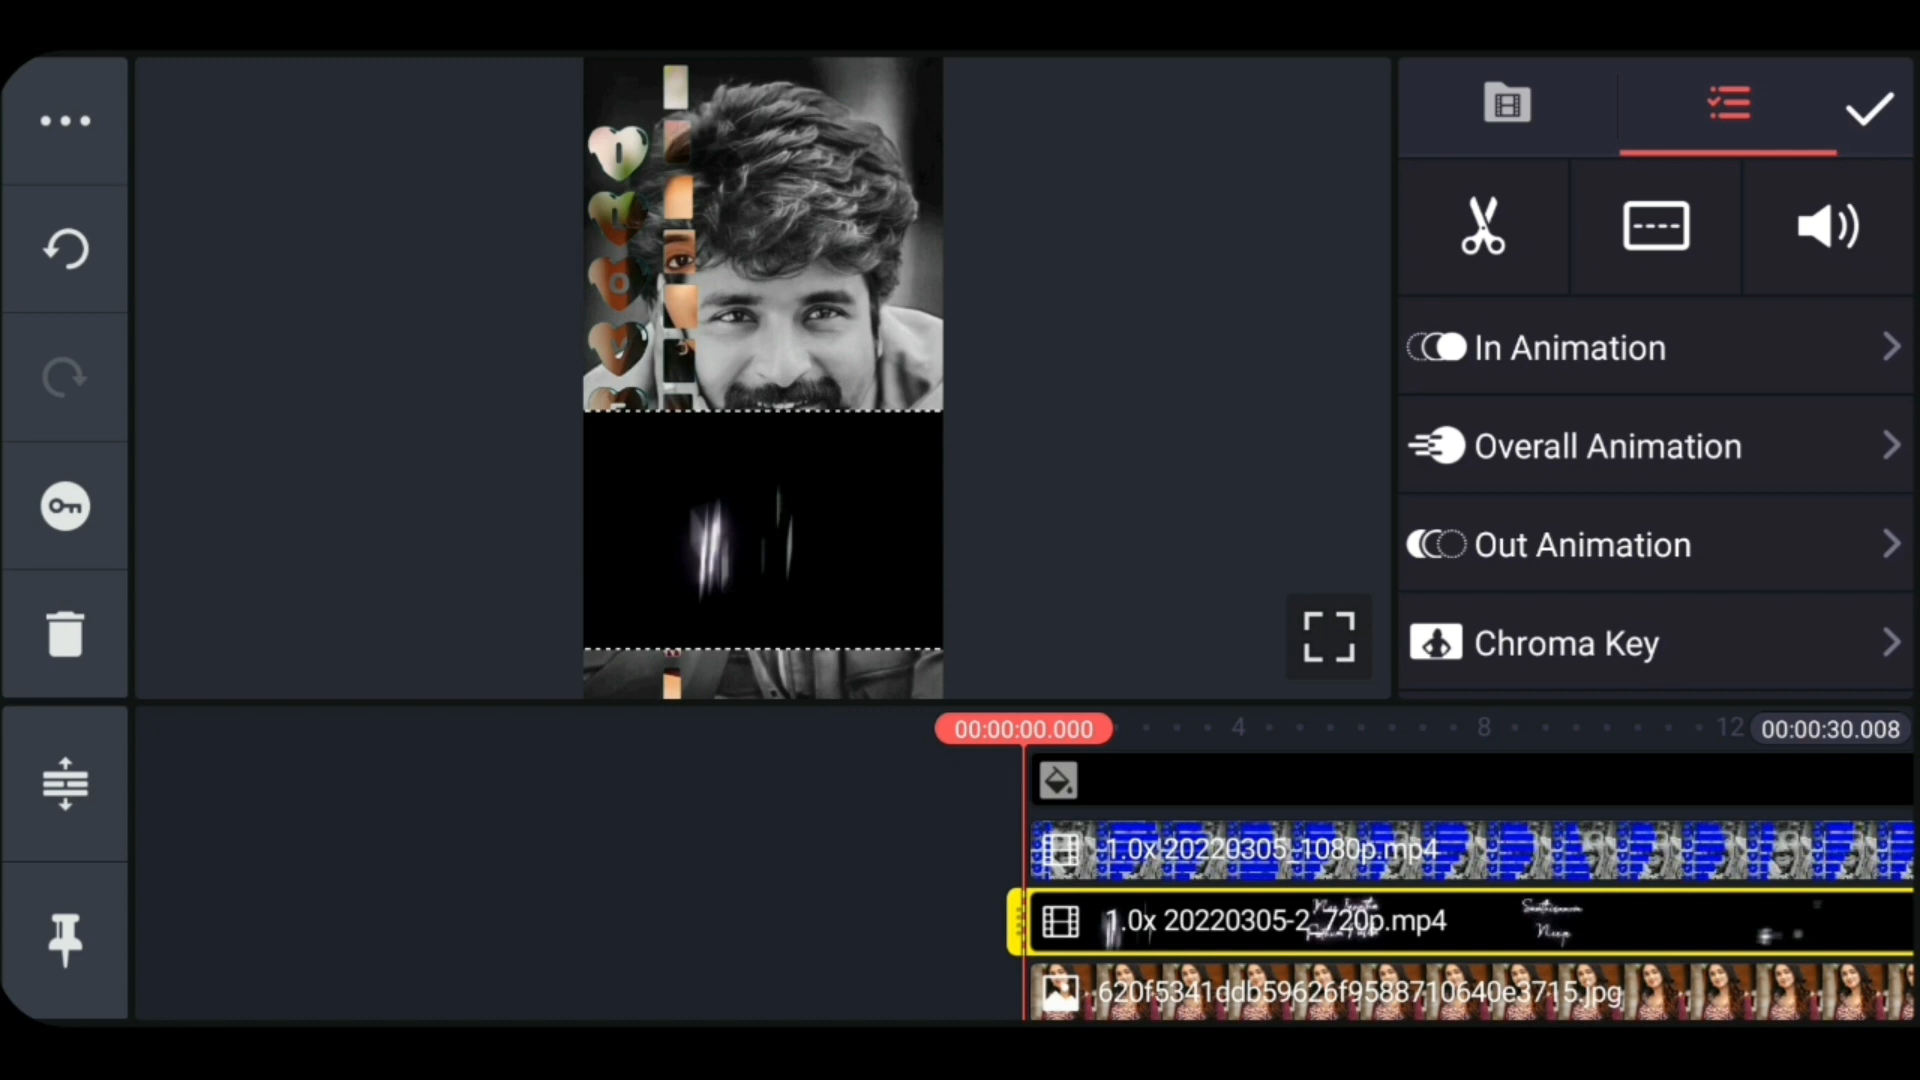 In Animation
Overall Animation
Out Animation
Chroma Key
00:00:00.000
4
8
12
00:00:30.008
1.0x 20220305_1080p.mp4
1.0x 20220305-2_720p.mp4
620f5341ddb59626f9588710640e3715.jpg